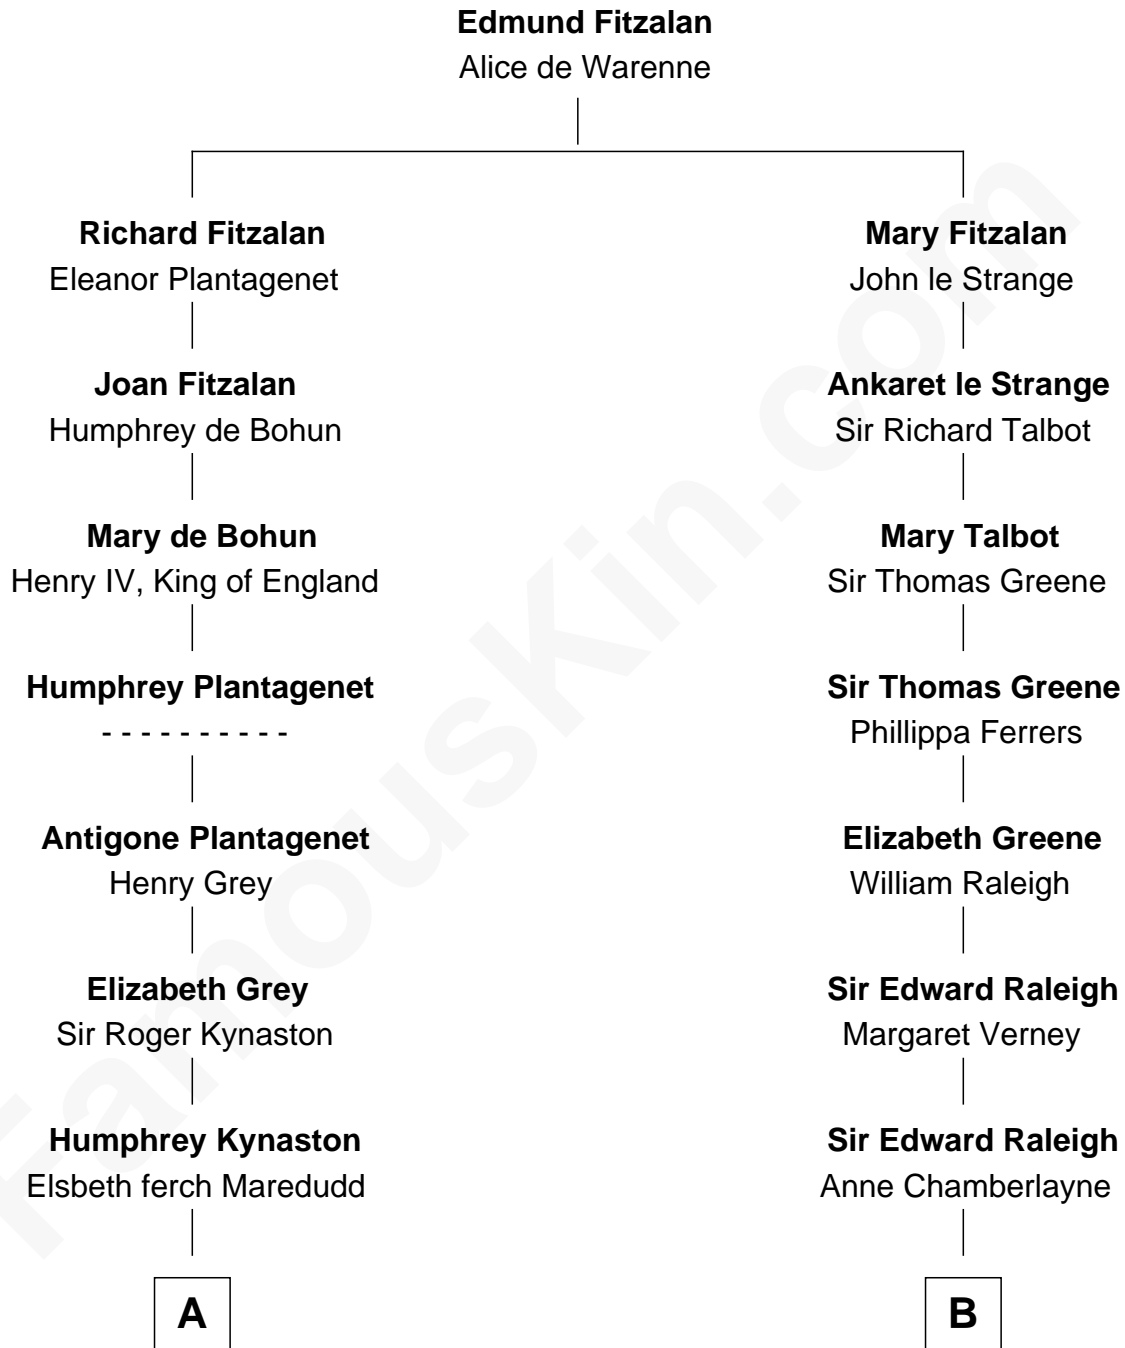 Edmund Fitzalan
Alice de Warenne
Richard Fitzalan
Eleanor Plantagenet
Joan Fitzalan
Humphrey de Bohun
Mary de Bohun
Henry IV, King of England
Humphrey Plantagenet
- - - - - - - - - -
Antigone Plantagenet
Henry Grey
Elizabeth Grey
Sir Roger Kynaston
Humphrey Kynaston
Elsbeth ferch Maredudd
A
Mary Fitzalan
John le Strange
Ankaret le Strange
Sir Richard Talbot
Mary Talbot
Sir Thomas Greene
Sir Thomas Greene
Phillippa Ferrers
Elizabeth Greene
William Raleigh
Sir Edward Raleigh
Margaret Verney
Sir Edward Raleigh
Anne Chamberlayne
B
FamousKin.com